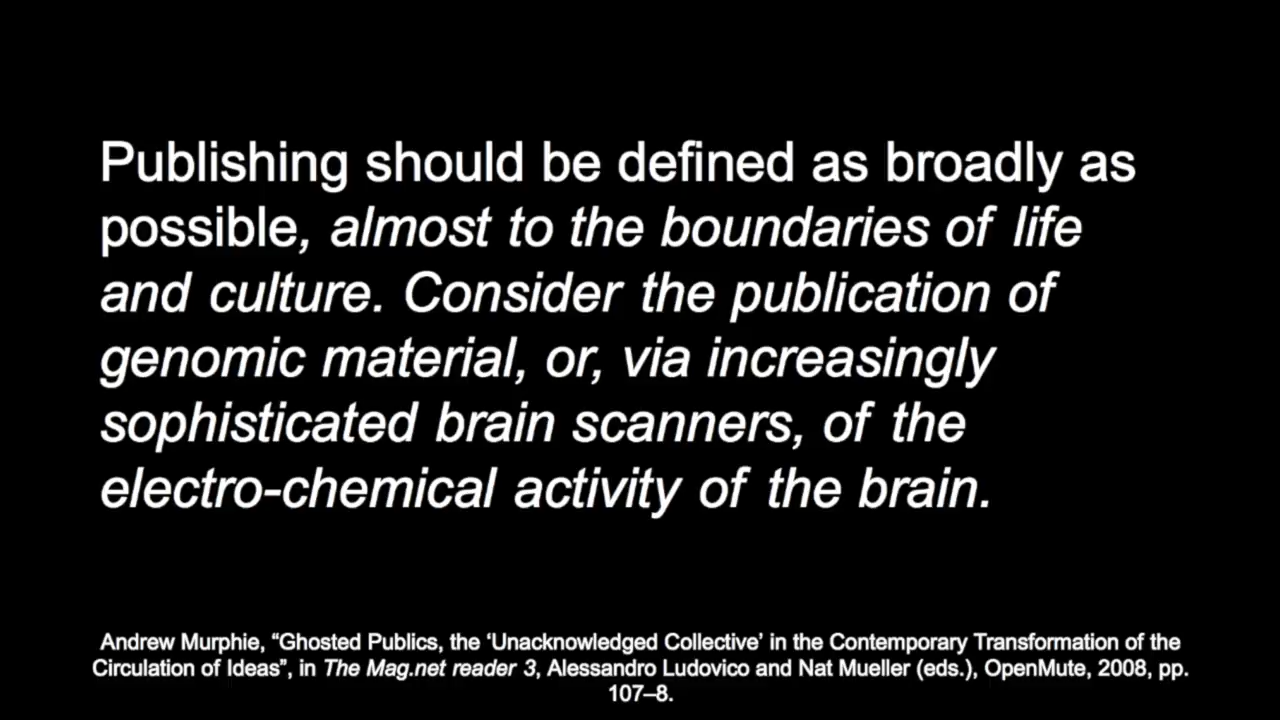 Publishing should be defined as broadly as
possible, almost to the boundaries of life
and culture. Consider the publication of
genomic material, or, via increasingly
sophisticated brain scanners, of the
electro-chemical activity of the brain.
Andrew Murphie, “Ghosted Publics, the ‘Unacknowledged Collective’ in the Contemporary Transformation of the
Circulation of Ideas”, in The Mag.net reader 3, Alessandro Ludovico and Nat Mueller (eds.), OpenMute, 2008, pp.
107–8.